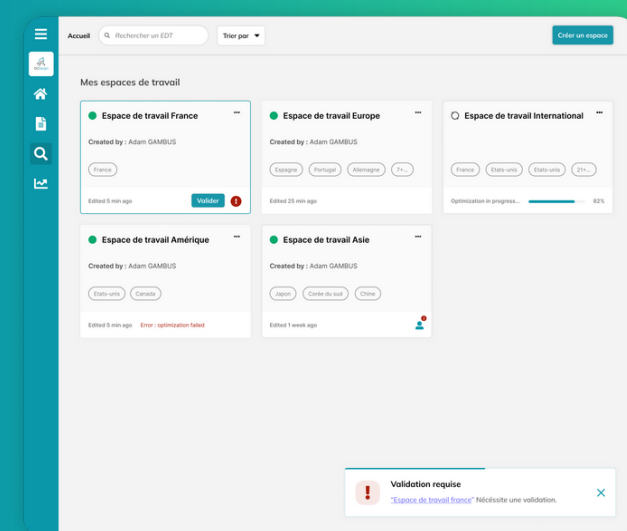 Accueil
Rechercher un EDT
Trier par
Créer un espace
Mes espaces de travail
Espace de travail France
Created by : Adam GAMBUS
France
Edited 5 min ago
Valider
Espace de travail Europe
Created by : Adam GAMBUS
Espagne
Portugal
Allemagne
7+...
Edited 25 min ago
Espace de travail International
France
Etats-unis
Etats-unis
21+...
Optimization in progress...
82%
Espace de travail Amérique
Created by : Adam GAMBUS
Etats-unis
Canada
Edited 5 min ago
Error : optimization failed
Espace de travail Asie
Created by : Adam GAMBUS
Japon
Corée du sud
Chine
Edited 1 week ago
Validation requise
"Espace de travail france" Nécéssite une validation.